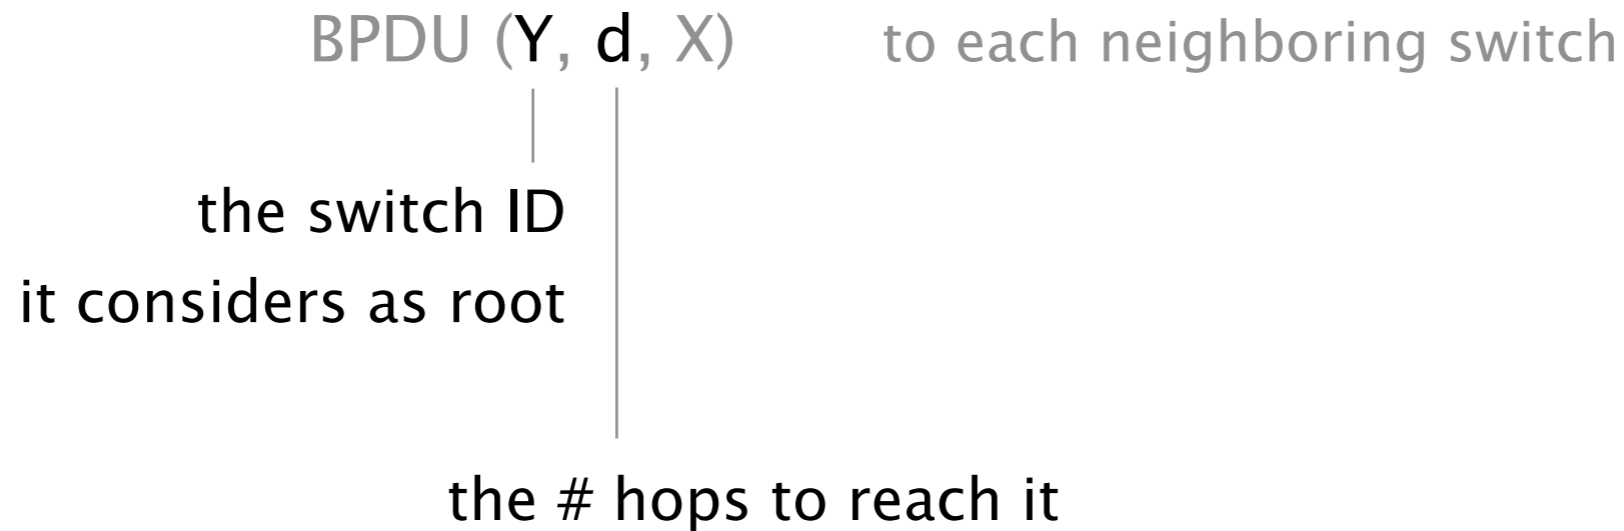 BPDU (Y, d, X) to each neighboring switch
the switch ID
it considers as root
the # hops to reach it